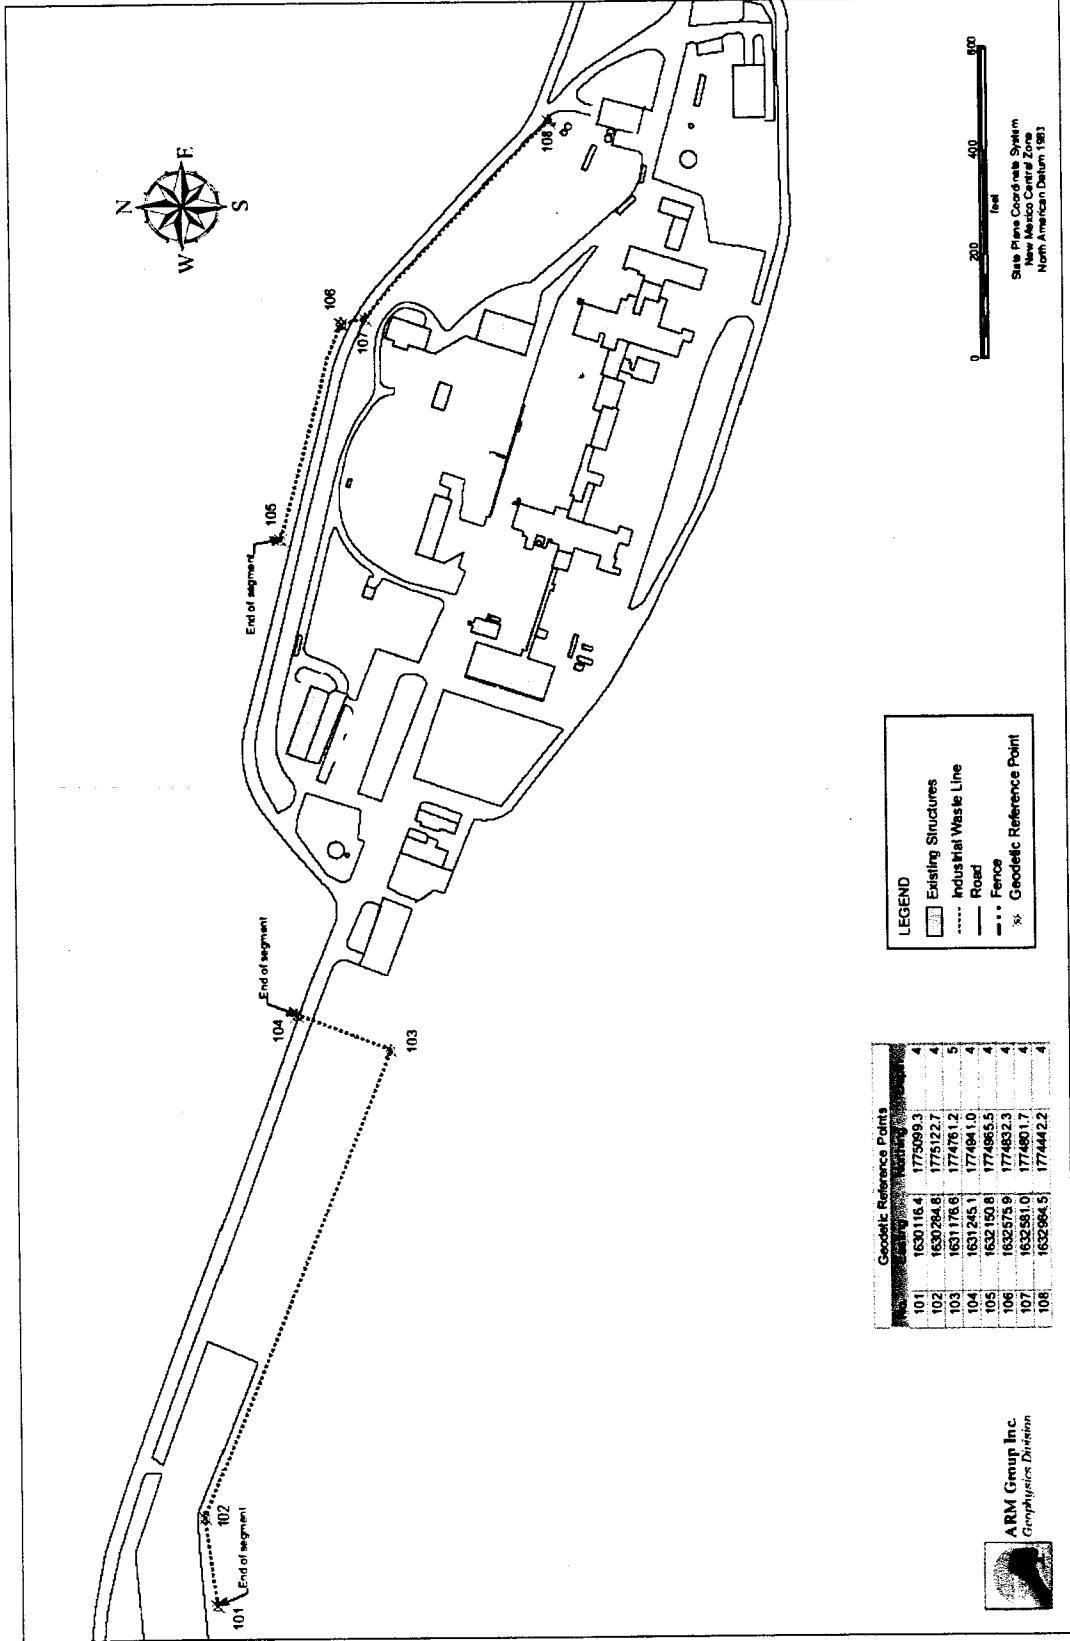 N
E
S
W
106
105
107
108
End of segment
End of segment
104
103
102
101
End of segment
0
200
400
600
feet
State Plane Coordinate System
New Mexico Central Zone
North American Datum 1983
LEGEND
Existing Structures
Industrial Waste Line
Road
Fence
Geodetic Reference Point
Geodetic Reference Points
No. Easting Northing Depth
101 1630116.4 1775099.3 4
102 1630284.8 1775122.7 4
103 1631176.6 1774761.2 5
104 1631245.1 1774941.0 4
105 1632150.8 1774965.5 4
106 1632575.9 1774832.3 4
107 1632581.0 1774801.7 4
108 1632984.5 1774442.2 4
ARM Group Inc.
Geophysics Division